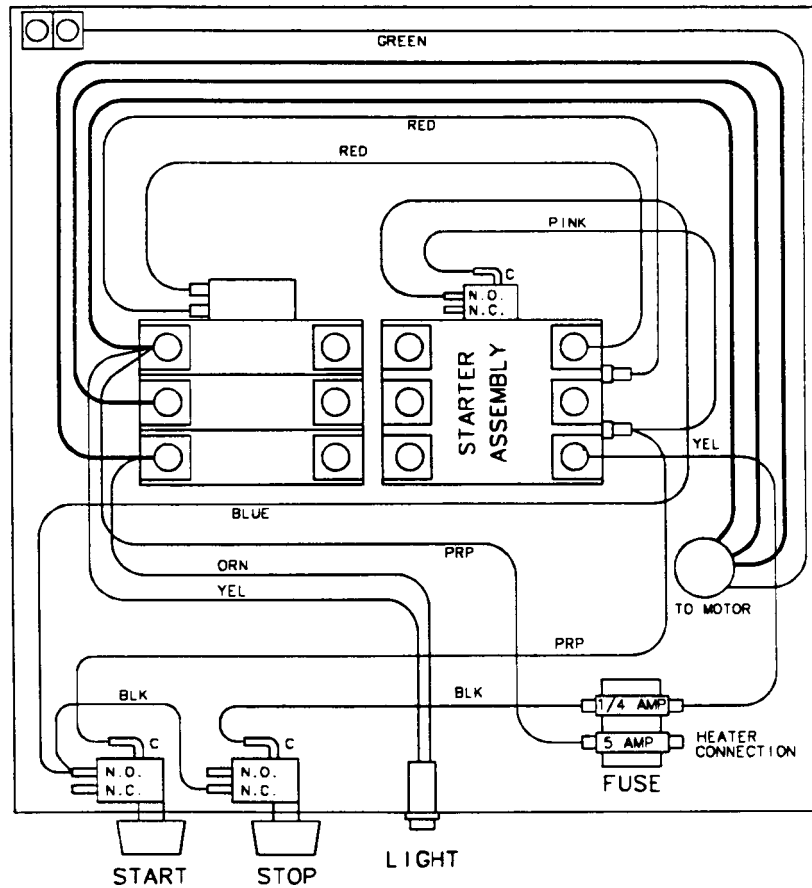 GREEN
RED
RED
PINK
C
N.O.
N.C.
STARTER
ASSEMBLY
YEL
BLUE
PRP
ORN
YEL
TO MOTOR
PRP
BLK
BLK
1/4 AMP
C
C
5 AMP
HEATER
CONNECTION
N.O.
N.C.
N.O.
N.C.
FUSE
LIGHT
START
STOP